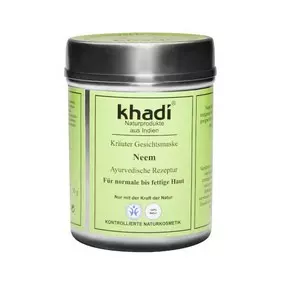 khadi®
Naturprodukte
aus Indien
Kräuter Gesichtsmaske
Neem
Ayurvedische Rezeptur
Für normale bis fettige Haut
Nur mit der Kraft der Natur
KONTROLLIERTE NATURKOSMETIK